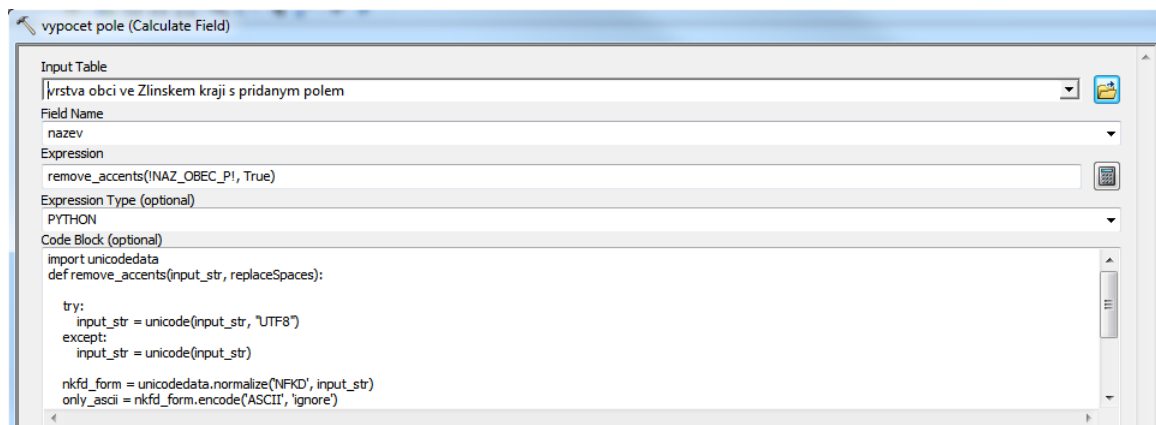 vypocet pole (Calculate Field)
Input Table
vrstva obci ve Zlinskem kraji s pridanym polem
Field Name
nazev
Expression
remove_accents(!NAZ_OBEC_P!, True)
Expression Type (optional)
PYTHON
Code Block (optional)
import unicodedata
def remove_accents(input_str, replaceSpaces):
try:
input_str = unicode(input_str, "UTF8")
except:
input_str = unicode(input_str)
nkfd_form = unicodedata.normalize('NFKD', input_str)
only_ascii = nkfd_form.encode('ASCII', 'ignore')